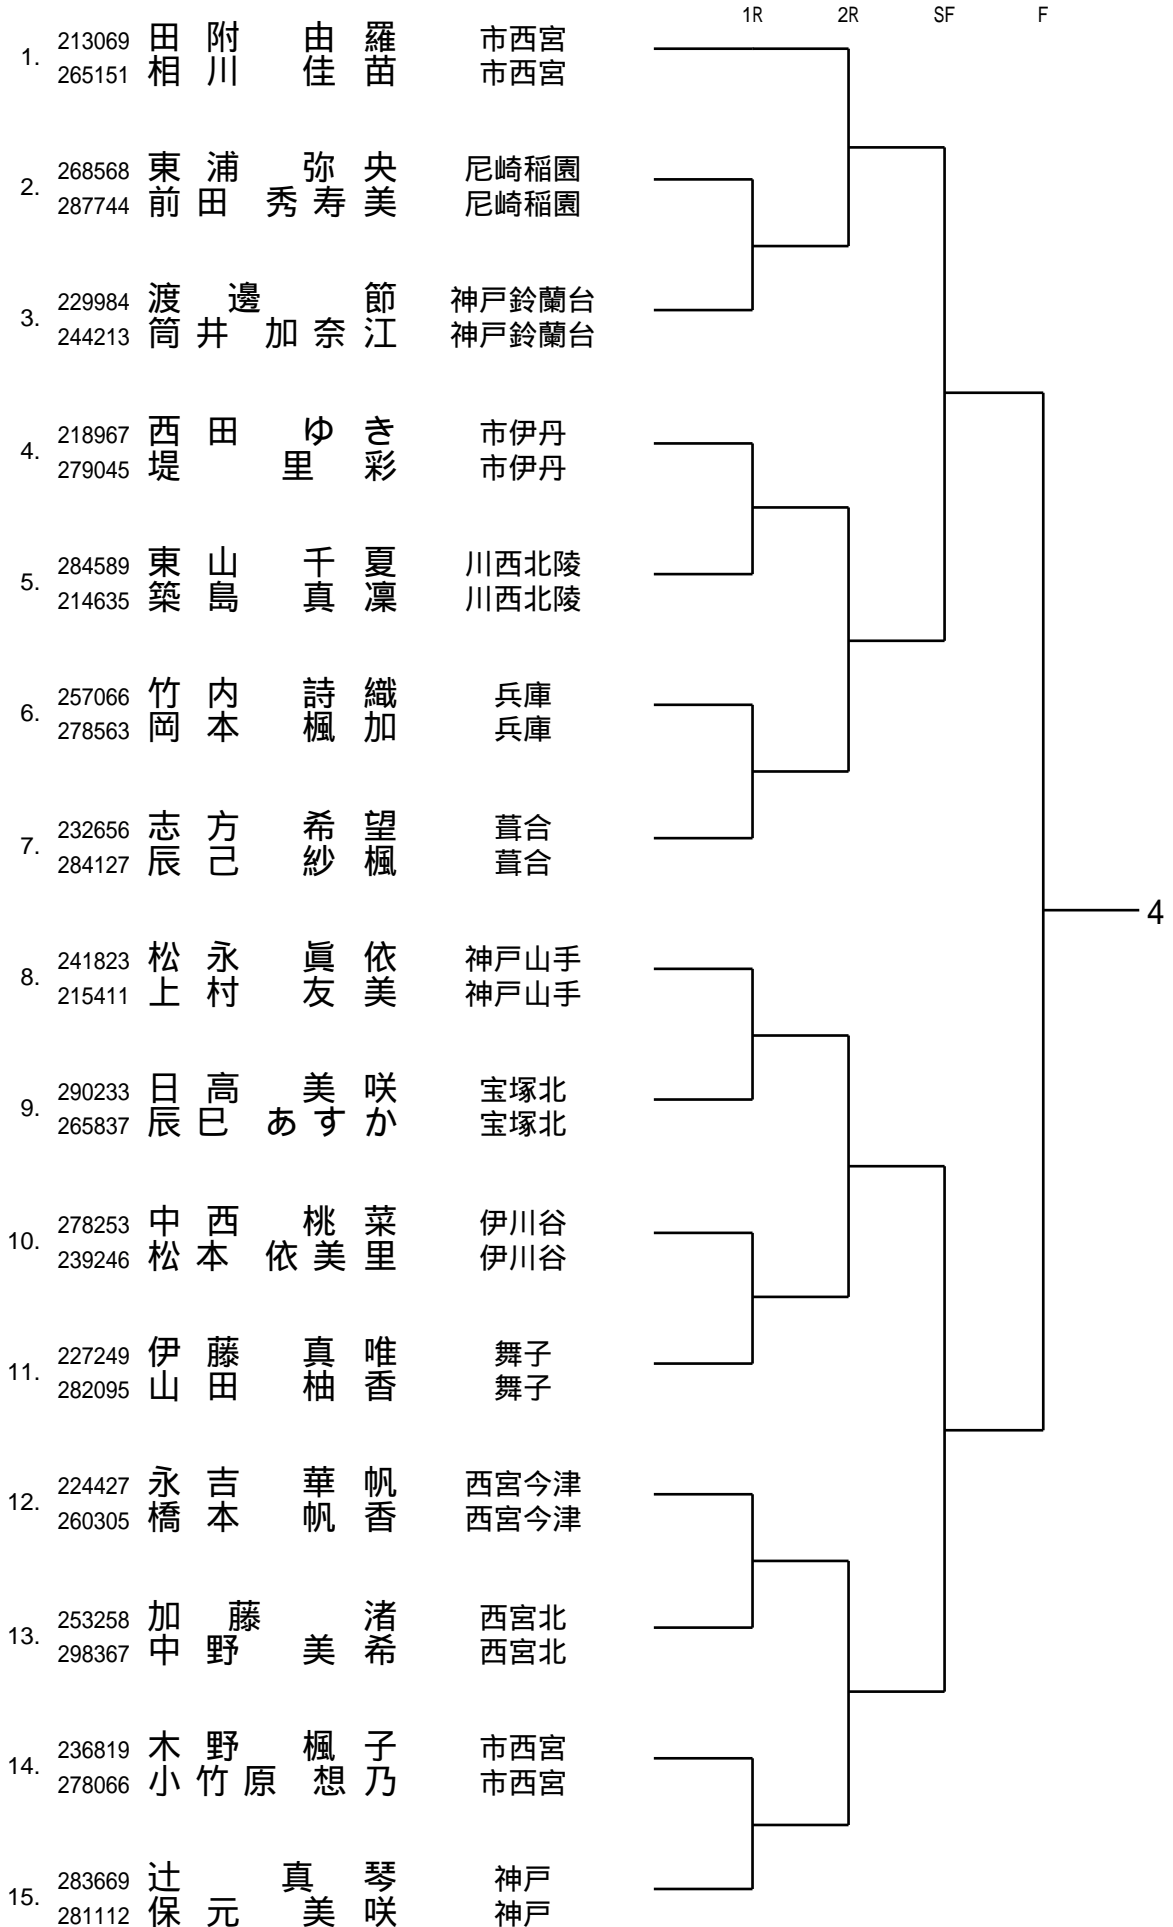 1R 2R SF F
1. 213069 田附 由羅 市西宮
265151 相川 佳苗 市西宮
2. 268568 東浦 弥央 尼崎稲園
287744 前田 秀寿美 尼崎稲園
3. 229984 渡邊 節 神戸鈴蘭台
244213 筒井 加奈江 神戸鈴蘭台
4. 218967 西田 ゆき 市伊丹
279045 堤 里彩 市伊丹
5. 284589 東山 千夏 川西北陵
214635 築島 真凜 川西北陵
6. 257066 竹内 詩織 兵庫
278563 岡本 楓加 兵庫
7. 232656 志方 希望 葺合
284127 辰己 紗楓 葺合
4
8. 241823 松永 眞依 神戸山手
215411 上村 友美 神戸山手
9. 290233 日高 美咲 宝塚北
265837 辰巳 あすか 宝塚北
10. 278253 中西 桃菜 伊川谷
239246 松本 依美里 伊川谷
11. 227249 伊藤 真唯 舞子
282095 山田 柚香 舞子
12. 224427 永吉 華帆 西宮今津
260305 橋本 帆香 西宮今津
13. 253258 加藤 渚 西宮北
298367 中野 美希 西宮北
14. 236819 木野 楓子 市西宮
278066 小竹原 想乃 市西宮
15. 283669 辻 真琴 神戸
281112 保元 美咲 神戸